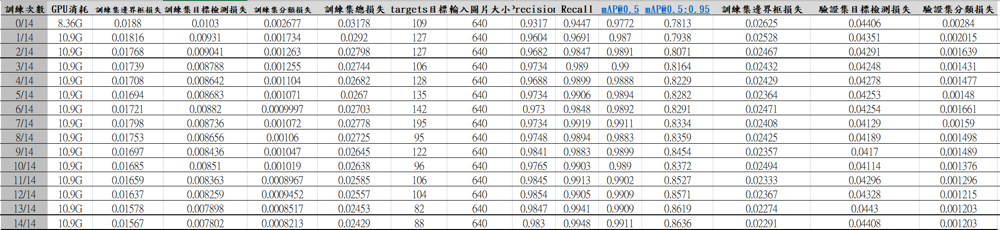 訓練次數 GPU消耗 訓練集邊界框損失 訓練集目標檢測損失 訓練集分類損失 訓練集總損失 targets目標 輸入圖片大小 Precision Recall mAP@0.5 mAP@0.5:0.95 訓練集邊界框損失 驗證集目標檢測損失 驗證集分類損失
0/14 8.36G 0.0188 0.0103 0.002677 0.03178 109 640 0.9317 0.9447 0.9772 0.7813 0.02625 0.04406 0.00284
1/14 10.9G 0.01816 0.00931 0.001734 0.0292 127 640 0.9604 0.9691 0.987 0.7938 0.02528 0.04351 0.002015
2/14 10.9G 0.01768 0.009041 0.001263 0.02798 127 640 0.9682 0.9847 0.9891 0.8071 0.02467 0.04291 0.001639
3/14 10.9G 0.01739 0.008788 0.001255 0.02744 106 640 0.9734 0.989 0.99 0.8164 0.02432 0.04248 0.001431
4/14 10.9G 0.01708 0.008642 0.001104 0.02682 128 640 0.9688 0.9899 0.9888 0.8229 0.02429 0.04278 0.001477
5/14 10.9G 0.01694 0.008683 0.001071 0.0267 135 640 0.9734 0.9906 0.9894 0.8282 0.02364 0.04253 0.00148
6/14 10.9G 0.01721 0.00882 0.0009997 0.02703 142 640 0.973 0.9848 0.9892 0.8291 0.02471 0.04254 0.001661
7/14 10.9G 0.01798 0.008736 0.001072 0.02778 195 640 0.9734 0.9919 0.9911 0.8334 0.02408 0.04129 0.00159
8/14 10.9G 0.01753 0.008656 0.00106 0.02725 95 640 0.9748 0.9894 0.9883 0.8359 0.02425 0.04189 0.001498
9/14 10.9G 0.01697 0.008436 0.001047 0.02645 122 640 0.9841 0.9883 0.9899 0.8454 0.02357 0.0417 0.001489
10/14 10.9G 0.01685 0.00851 0.001019 0.02638 96 640 0.9765 0.9903 0.989 0.8372 0.02494 0.04114 0.001376
11/14 10.9G 0.01659 0.008363 0.0008967 0.02585 106 640 0.9845 0.9913 0.9902 0.8527 0.02333 0.04296 0.001296
12/14 10.9G 0.01637 0.008259 0.0009452 0.02557 104 640 0.9854 0.9905 0.9909 0.8571 0.02367 0.04328 0.001215
13/14 10.9G 0.01578 0.007898 0.0008517 0.02453 82 640 0.9847 0.9941 0.9909 0.8619 0.02274 0.0443 0.001203
14/14 10.9G 0.01567 0.007802 0.0008213 0.02429 88 640 0.983 0.9948 0.9911 0.8636 0.02291 0.04408 0.001203